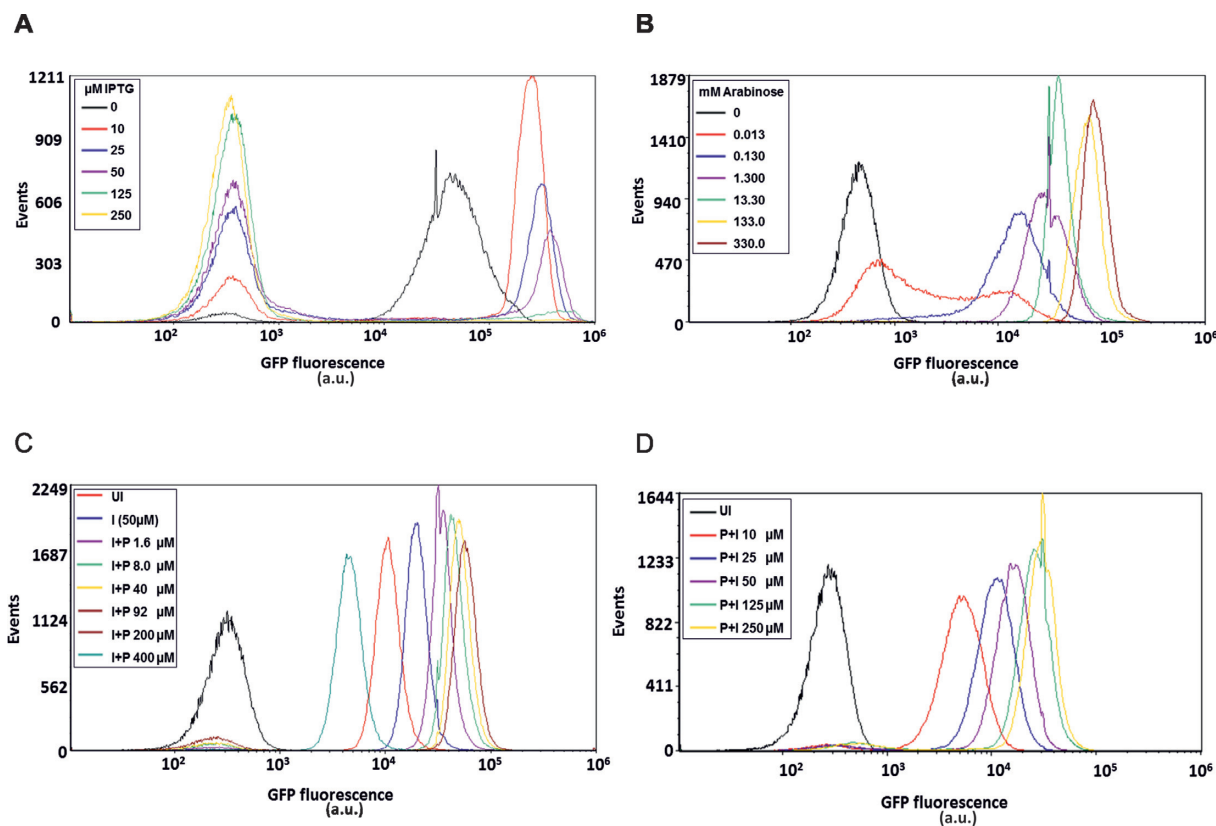 A
1211
909
606
303
0
Events
µM IPTG
0
10
25
50
125
250
10²
10³
10⁴
10⁵
10⁶
GFP fluorescence
(a.u.)
B
1879
1410
940
470
0
Events
mM Arabinose
0
0.013
0.130
1.300
13.30
133.0
330.0
10²
10³
10⁴
10⁵
10⁶
GFP fluorescence
(a.u.)
C
2249
1687
1124
562
0
Events
UI
I (50µM)
I+P 1.6 µM
I+P 8.0 µM
I+P 40 µM
I+P 92 µM
I+P 200 µM
I+P 400 µM
10²
10³
10⁴
10⁵
10⁶
GFP fluorescence
(a.u.)
D
1644
1233
822
411
0
Events
UI
P+I 10 µM
P+I 25 µM
P+I 50 µM
P+I 125 µM
P+I 250 µM
10²
10³
10⁴
10⁵
10⁶
GFP fluorescence
(a.u.)